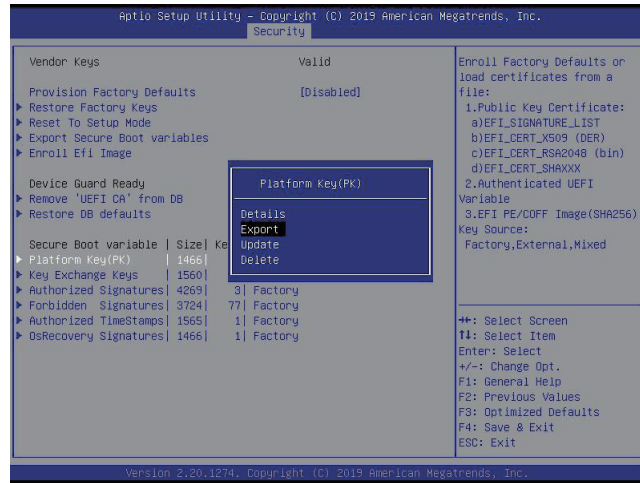 Aptio Setup Utility – Copyright (C) 2019 American Megatrends, Inc.
Security
Vendor Keys Valid
Provision Factory Defaults [Disabled]
Restore Factory Keys
Reset To Setup Mode
Export Secure Boot variables
Enroll Efi Image
Device Guard Ready
Remove 'UEFI CA' from DB
Restore DB defaults
Secure Boot variable | Size| Ke
Platform Key(PK) | 1466|
Key Exchange Keys | 1560|
Authorized Signatures| 4269| 3| Factory
Forbidden Signatures| 3724| 77| Factory
Authorized TimeStamps| 1565| 1| Factory
OsRecovery Signatures| 1466| 1| Factory
Platform Key(PK)
Details
Export
Update
Delete
Enroll Factory Defaults or
load certificates from a
file:
1.Public Key Certificate:
a)EFI_SIGNATURE_LIST
b)EFI_CERT_X509 (DER)
c)EFI_CERT_RSA2048 (bin)
d)EFI_CERT_SHAXXX
2.Authenticated UEFI
Variable
3.EFI PE/COFF Image(SHA256)
Key Source:
Factory,External,Mixed
→←: Select Screen
↑↓: Select Item
Enter: Select
+/-: Change Opt.
F1: General Help
F2: Previous Values
F3: Optimized Defaults
F4: Save & Exit
ESC: Exit
Version 2.20.1274. Copyright (C) 2019 American Megatrends, Inc.